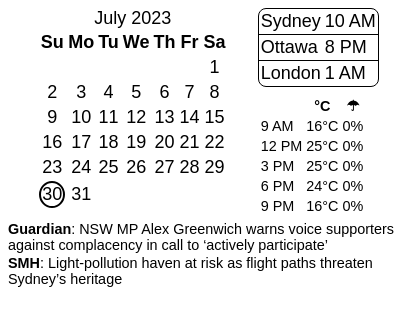 July 2023
Su Mo Tu We Th Fr Sa
1
2 3 4 5 6 7 8
9 10 11 12 13 14 15
16 17 18 19 20 21 22
23 24 25 26 27 28 29
30 31
Sydney 10 AM
Ottawa 8 PM
London 1 AM
°C ☂
9 AM 16°C 0%
12 PM 25°C 0%
3 PM 25°C 0%
6 PM 24°C 0%
9 PM 16°C 0%
Guardian: NSW MP Alex Greenwich warns voice supporters
against complacency in call to ‘actively participate’
SMH: Light-pollution haven at risk as flight paths threaten
Sydney’s heritage